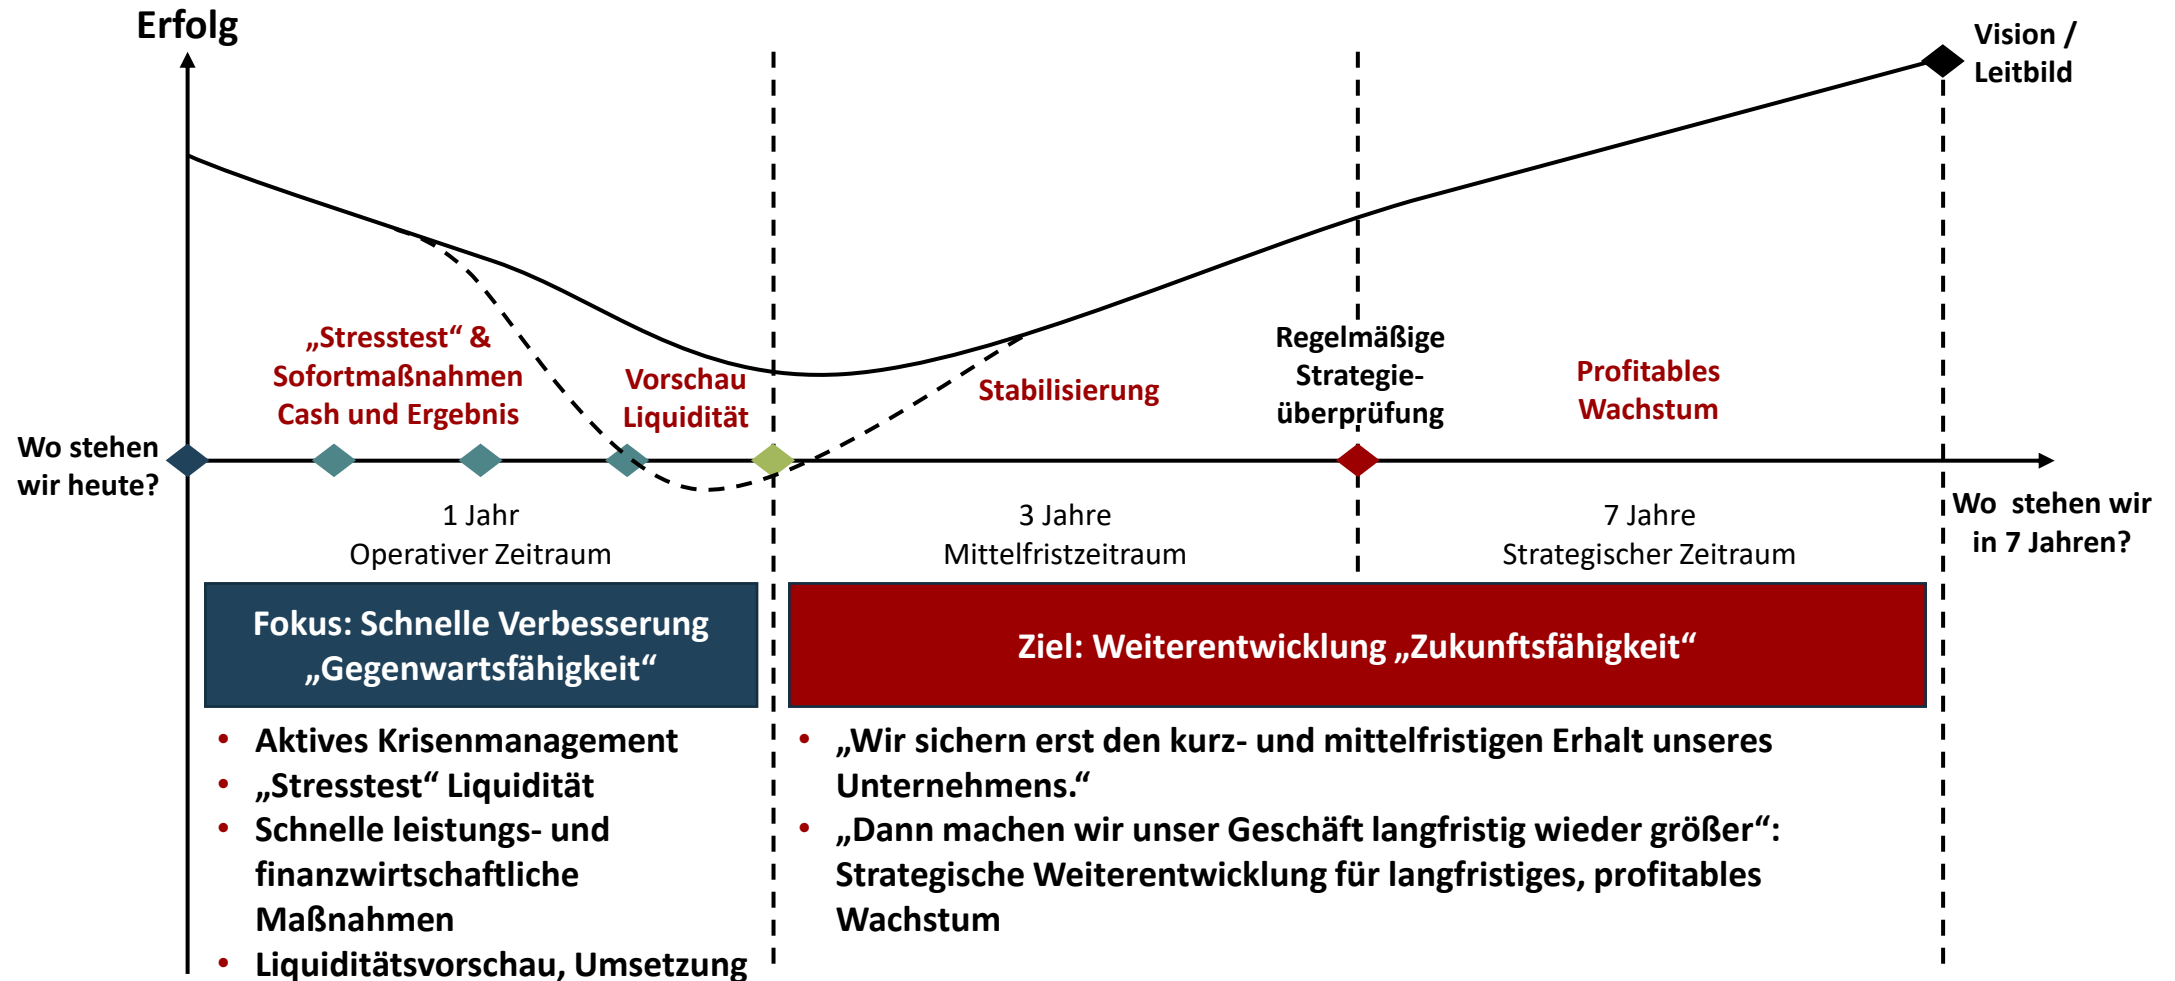 Erfolg
Vision /
Leitbild
„Stresstest“ &
Sofortmaßnahmen
Cash und Ergebnis
Vorschau
Liquidität
Stabilisierung
Regelmäßige
Strategie-
überprüfung
Profitables
Wachstum
Wo stehen
wir heute?
Wo  stehen wir
in 7 Jahren?
1 Jahr
Operativer Zeitraum
3 Jahre
Mittelfristzeitraum
7 Jahre
Strategischer Zeitraum
Fokus: Schnelle Verbesserung
„Gegenwartsfähigkeit“
Ziel: Weiterentwicklung „Zukunftsfähigkeit“
• Aktives Krisenmanagement
• „Stresstest“ Liquidität
• Schnelle leistungs- und
finanzwirtschaftliche
Maßnahmen
• Liquiditätsvorschau, Umsetzung
• „Wir sichern erst den kurz- und mittelfristigen Erhalt unseres
Unternehmens.“
• „Dann machen wir unser Geschäft langfristig wieder größer“:
Strategische Weiterentwicklung für langfristiges, profitables
Wachstum